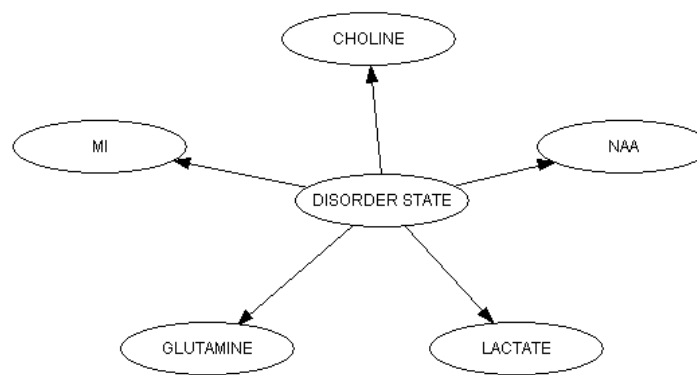 CHOLINE
MI
NAA
DISORDER STATE
GLUTAMINE
LACTATE